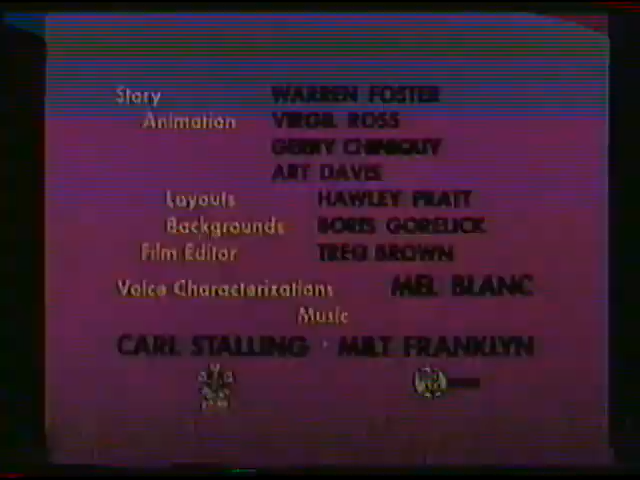 Story WARREN FOSTER
Animation VIRGIL ROSS
GERRY CHINIQUY
ART DAVIS
Layouts HAWLEY PRATT
Backgrounds BORIS GORELICK
Film Editor TREG BROWN
Voice Characterizations MEL BLANC
Music
CARL STALLING · MILT FRANKLYN